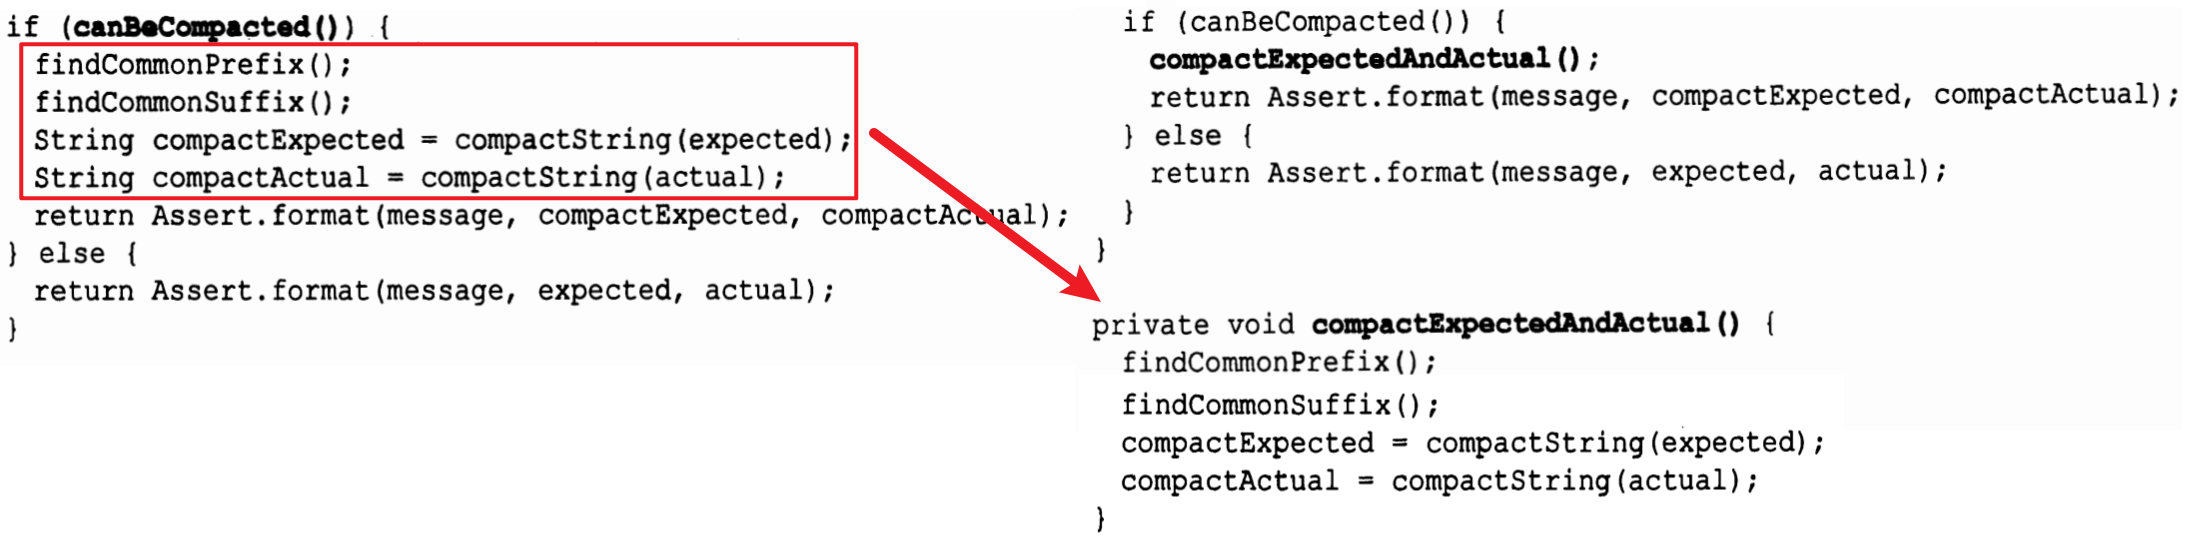 if (canBeCompacted()) {
findCommonPrefix();
findCommonSuffix();
String compactExpected = compactString(expected);
String compactActual = compactString(actual);
return Assert.format(message, compactExpected, compactActual);
} else {
return Assert.format(message, expected, actual);
}
if (canBeCompacted()) {
compactExpectedAndActual();
return Assert.format(message, compactExpected, compactActual);
} else {
return Assert.format(message, expected, actual);
}
}
private void compactExpectedAndActual() {
findCommonPrefix();
findCommonSuffix();
compactExpected = compactString(expected);
compactActual = compactString(actual);
}